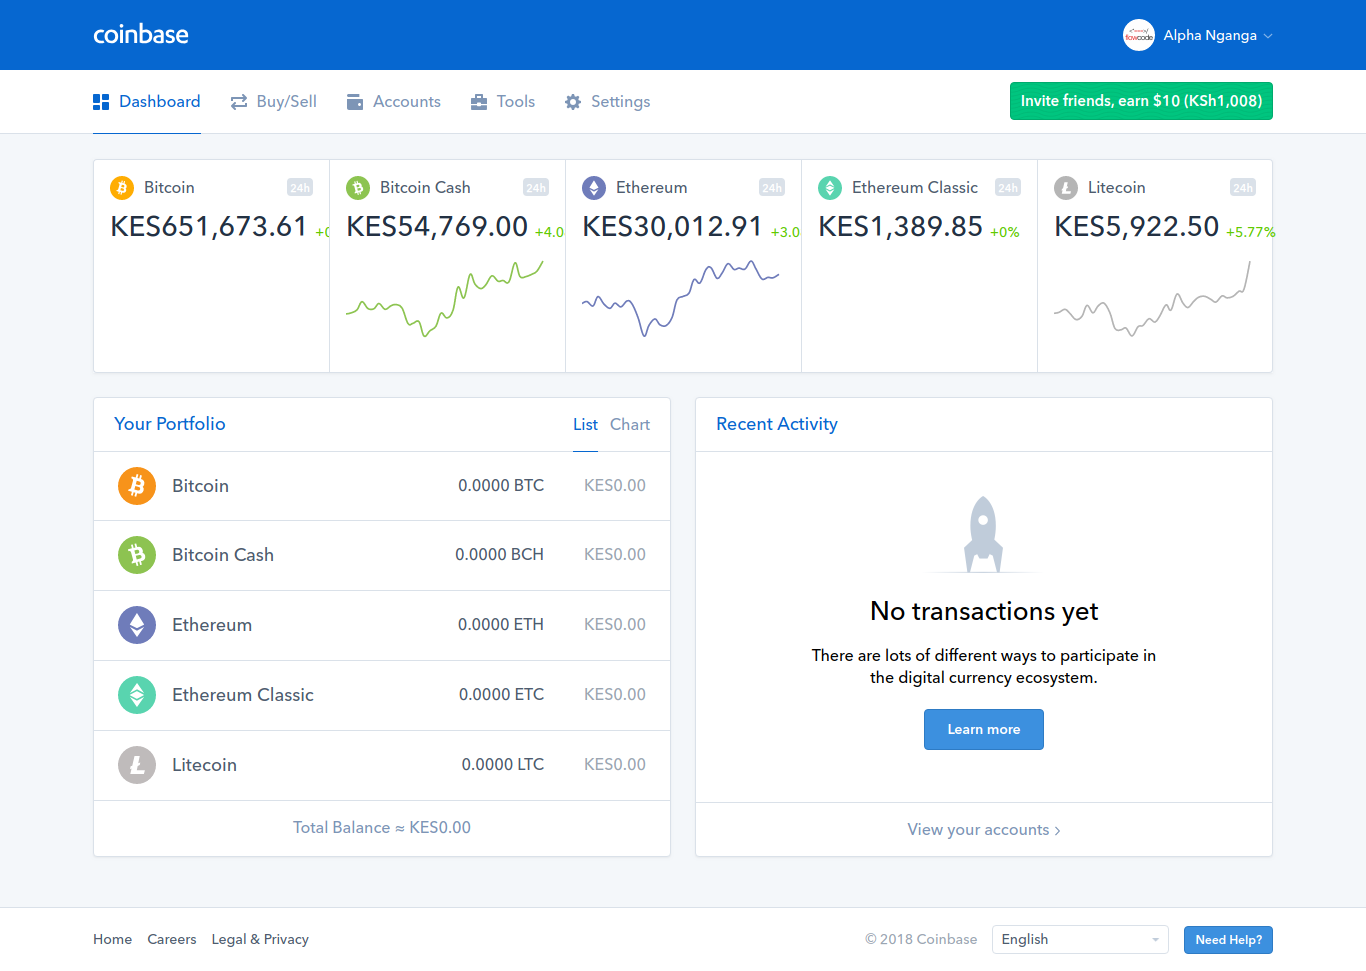 coinbase
flowcode
Alpha Nganga
Dashboard
Buy/Sell
Accounts
Tools
Settings
Invite friends, earn $10 (KSh1,008)
Bitcoin 24h
KES651,673.61
Bitcoin Cash 24h
KES54,769.00 +4.0
Ethereum 24h
KES30,012.91 +3.0
Ethereum Classic 24h
KES1,389.85 +0%
Litecoin 24h
KES5,922.50 +5.77%
Your Portfolio
List
Chart
Bitcoin 0.0000 BTC KES0.00
Bitcoin Cash 0.0000 BCH KES0.00
Ethereum 0.0000 ETH KES0.00
Ethereum Classic 0.0000 ETC KES0.00
Litecoin 0.0000 LTC KES0.00
Total Balance ≈ KES0.00
Recent Activity
No transactions yet
There are lots of different ways to participate in
the digital currency ecosystem.
Learn more
View your accounts ›
Home
Careers
Legal & Privacy
© 2018 Coinbase
English
Need Help?